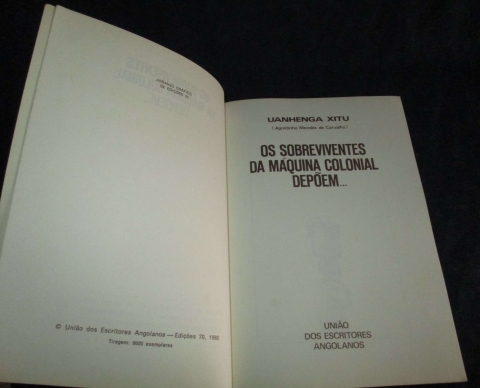 © União dos Escritores Angolanos — Edições 70, 1980
Tiragem: 5000 exemplares
UANHENGA XITU
(Agostinho Mendes de Carvalho)
OS SOBREVIVENTES
DA MÁQUINA COLONIAL
DEPÕEM...
UNIÃO
DOS ESCRITORES
ANGOLANOS